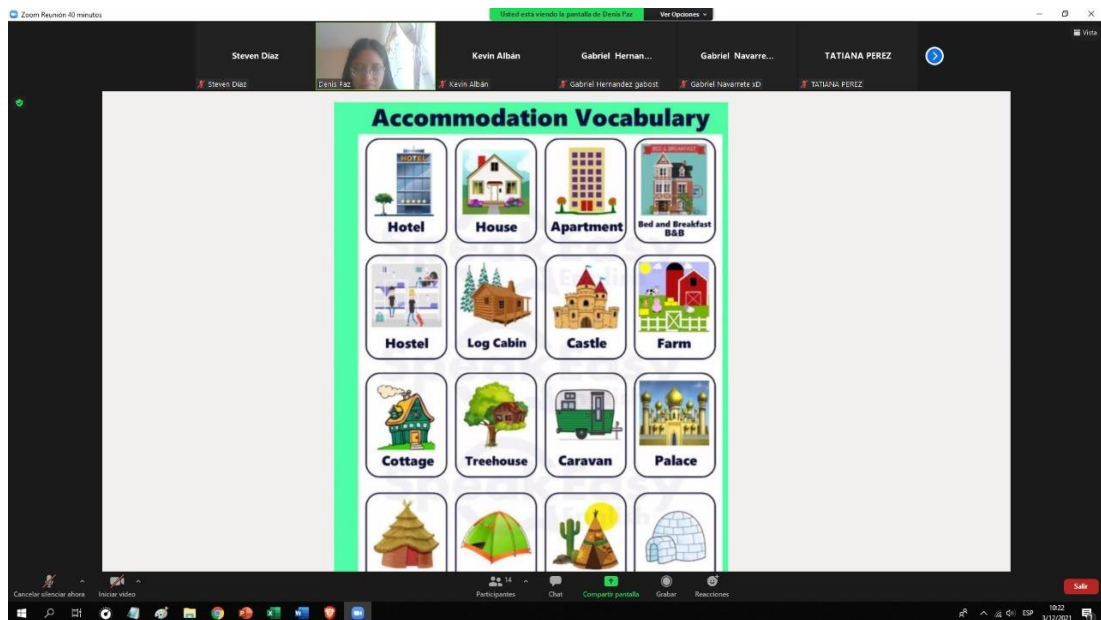 Zoom Reunión 40 minutos
Usted está viendo la pantalla de Denis Paz
Ver Opciones
Vista
Steven Diaz
Kevin Albán
Gabriel Hernan...
Gabriel Navarre...
TATIANA PEREZ
Steven Diaz
Denis Paz
Kevin Albán
Gabriel Hernandez gabost
Gabriel Navarrete xD
TATIANA PEREZ
Accommodation Vocabulary
HOTEL
BED & BREAKFAST
Hotel
House
Apartment
Bed and Breakfast
B&B
Hostel
Log Cabin
Castle
Farm
Cottage
Treehouse
Caravan
Palace
SpeakEasy
English
Cancelar silenciar ahora
Iniciar video
14
Participantes
Chat
Compartir pantalla
Grabar
Reacciones
Salir
ESP
10:22
3/12/2021